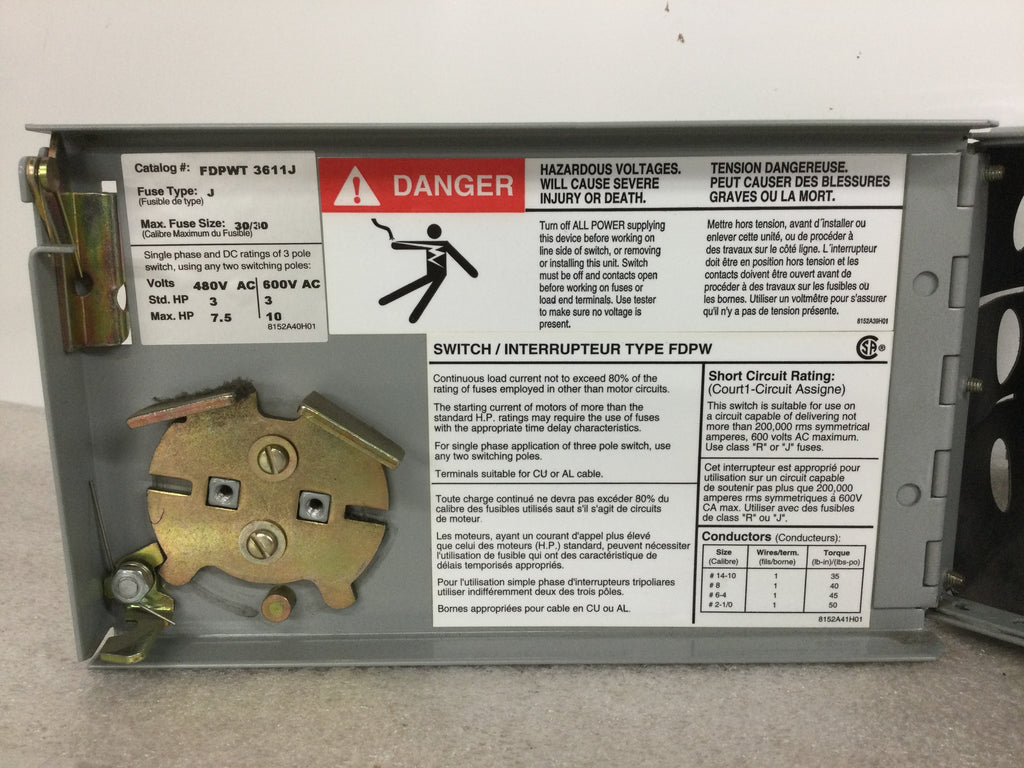 Catalog #: FDPWT 3611J
Fuse Type: J
(Fusible de type)
Max. Fuse Size: 30/30
(Calibre Maximum du Fusible)
Single phase and DC ratings of 3 pole
switch, using any two switching poles:
Volts 480V AC 600V AC
Std. HP 3 3
Max. HP 7.5 10
8152A40H01
DANGER
HAZARDOUS VOLTAGES.
WILL CAUSE SEVERE
INJURY OR DEATH.
Turn off ALL POWER supplying
this device before working on
line side of switch, or removing
or installing this unit. Switch
must be off and contacts open
before working on fuses or
load end terminals. Use tester
to make sure no voltage is
present.
TENSION DANGEREUSE.
PEUT CAUSER DES BLESSURES
GRAVES OU LA MORT.
Mettre hors tension, avant d'installer ou
enlever cette unité, ou de procéder à
des travaux sur le côté ligne. L'interrupteur
doit être en position hors tension et les
contacts doivent être ouvert avant de
procéder à des travaux sur les fusibles ou
les bornes. Utiliser un voltmêtre pour s'assurer
qu'il n'y a pas de tension présente.
8152A39H01
SWITCH / INTERRUPTEUR TYPE FDPW
SA ®
Continuous load current not to exceed 80% of the
rating of fuses employed in other than motor circuits.
The starting current of motors of more than the
standard H.P. ratings may require the use of fuses
with the appropriate time delay characteristics.
For single phase application of three pole switch, use
any two switching poles.
Terminals suitable for CU or AL cable.
Toute charge continué ne devra pas excéder 80% du
calibre des fusibles utilisés saut s'il s'agit de circuits
de moteur.
Les moteurs, ayant un courant d'appel plus élevé
que celui des moteurs (H.P.) standard, peuvent nécessiter
l'utilisation de fusible qui ont des caractéristique de
délais temporisés appropriés.
Pour l'utilisation simple phase d'interrupteurs tripoliares
utiliser indifféremment deux des trois pôles.
Bornes appropriées pour cable en CU ou AL.
Short Circuit Rating:
(Court1-Circuit Assigne)
This switch is suitable for use on
a circuit capable of delivering not
more than 200,000 rms symmetrical
amperes, 600 volts AC maximum.
Use class "R" or "J" fuses.
Cet interrupteur est approprié pour
utilisation sur un circuit capable
de soutenir pas plus que 200,000
amperes rms symmetriques à 600V
CA max. Utiliser avec des fusibles
de class "R" ou "J".
Conductors (Conducteurs):
Size Wires/term. Torque
(Calibre) (fils/borne) (lb-in)/(lbs-po)
# 14-10 1 35
# 8 1 40
# 6-4 1 45
# 2-1/0 1 50
8152A41H01